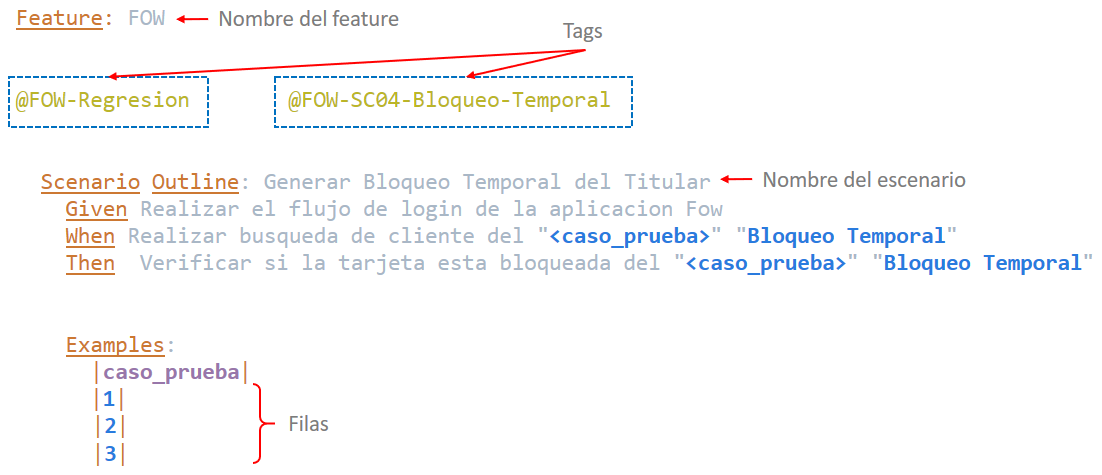 Feature: FOW Nombre del feature
Tags
@FOW-Regresion @FOW-SC04-Bloqueo-Temporal
Scenario Outline: Generar Bloqueo Temporal del Titular Nombre del escenario
Given Realizar el flujo de login de la aplicacion Fow
When Realizar busqueda de cliente del "<caso_prueba>" "Bloqueo Temporal"
Then Verificar si la tarjeta esta bloqueada del "<caso_prueba>" "Bloqueo Temporal"
Examples:
|caso_prueba|
|1|
|2| Filas
|3|